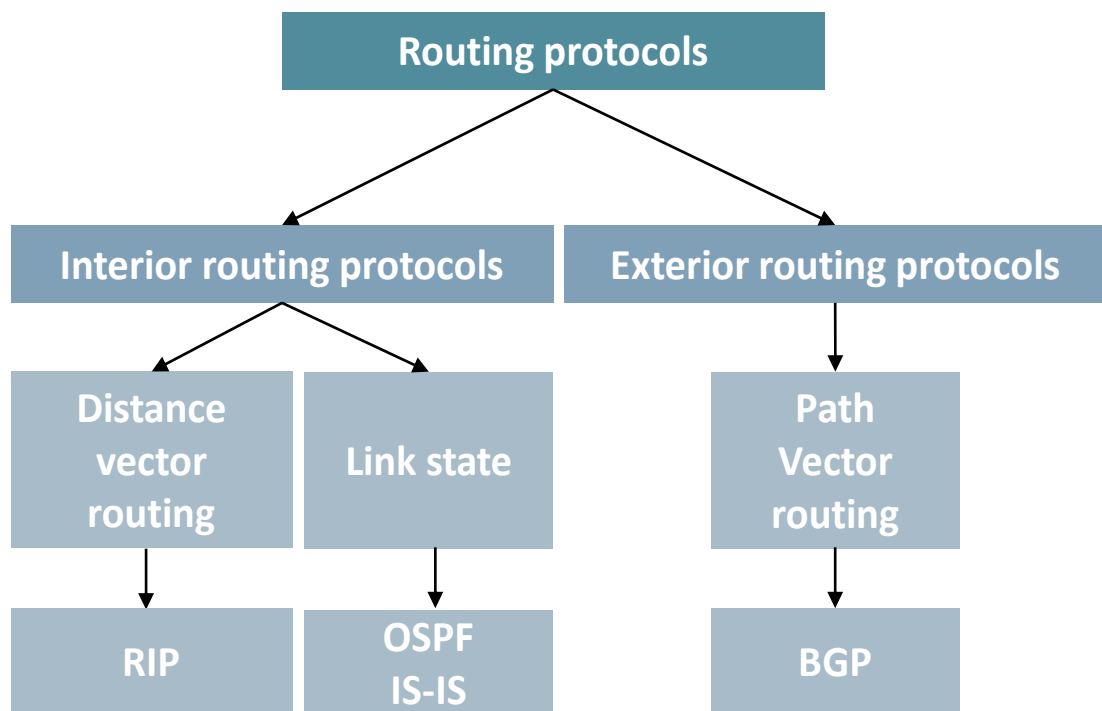 Routing protocols
Interior routing protocols
Exterior routing protocols
Distance
vector
routing
Link state
Path
Vector
routing
RIP
OSPF
IS-IS
BGP